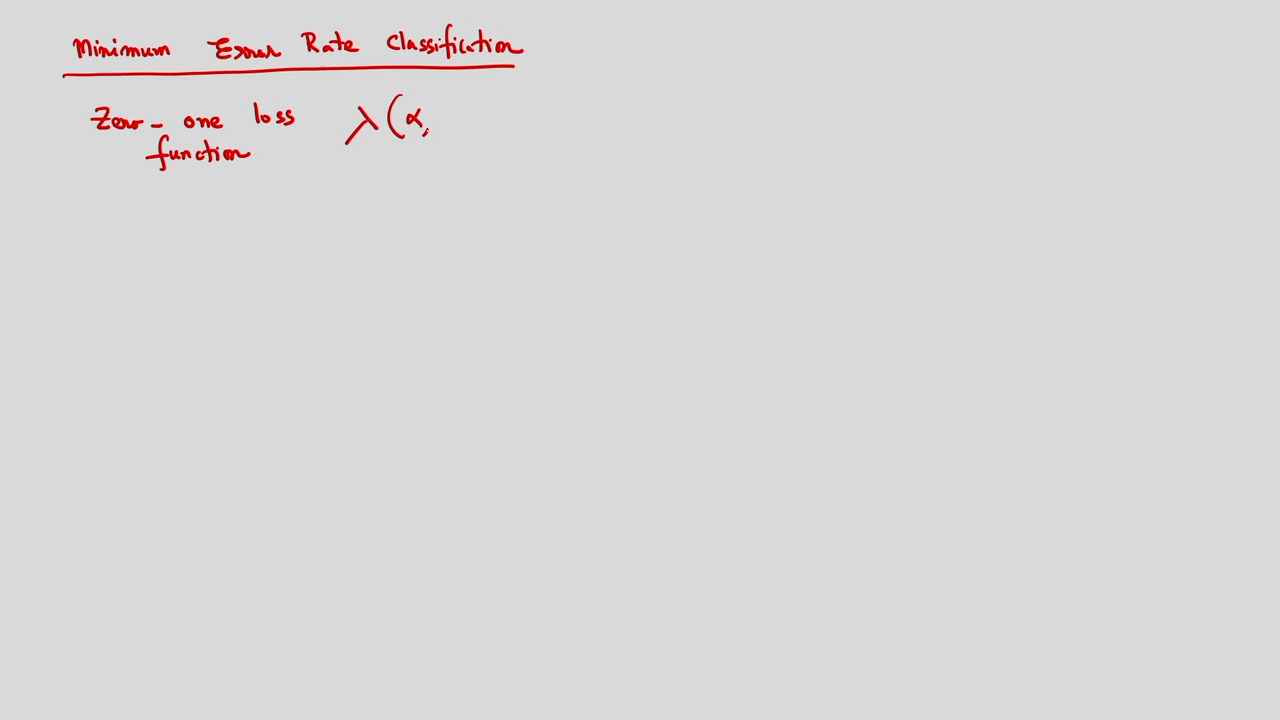 Minimum Error Rate Classification
Zero - one loss λ(α,
function